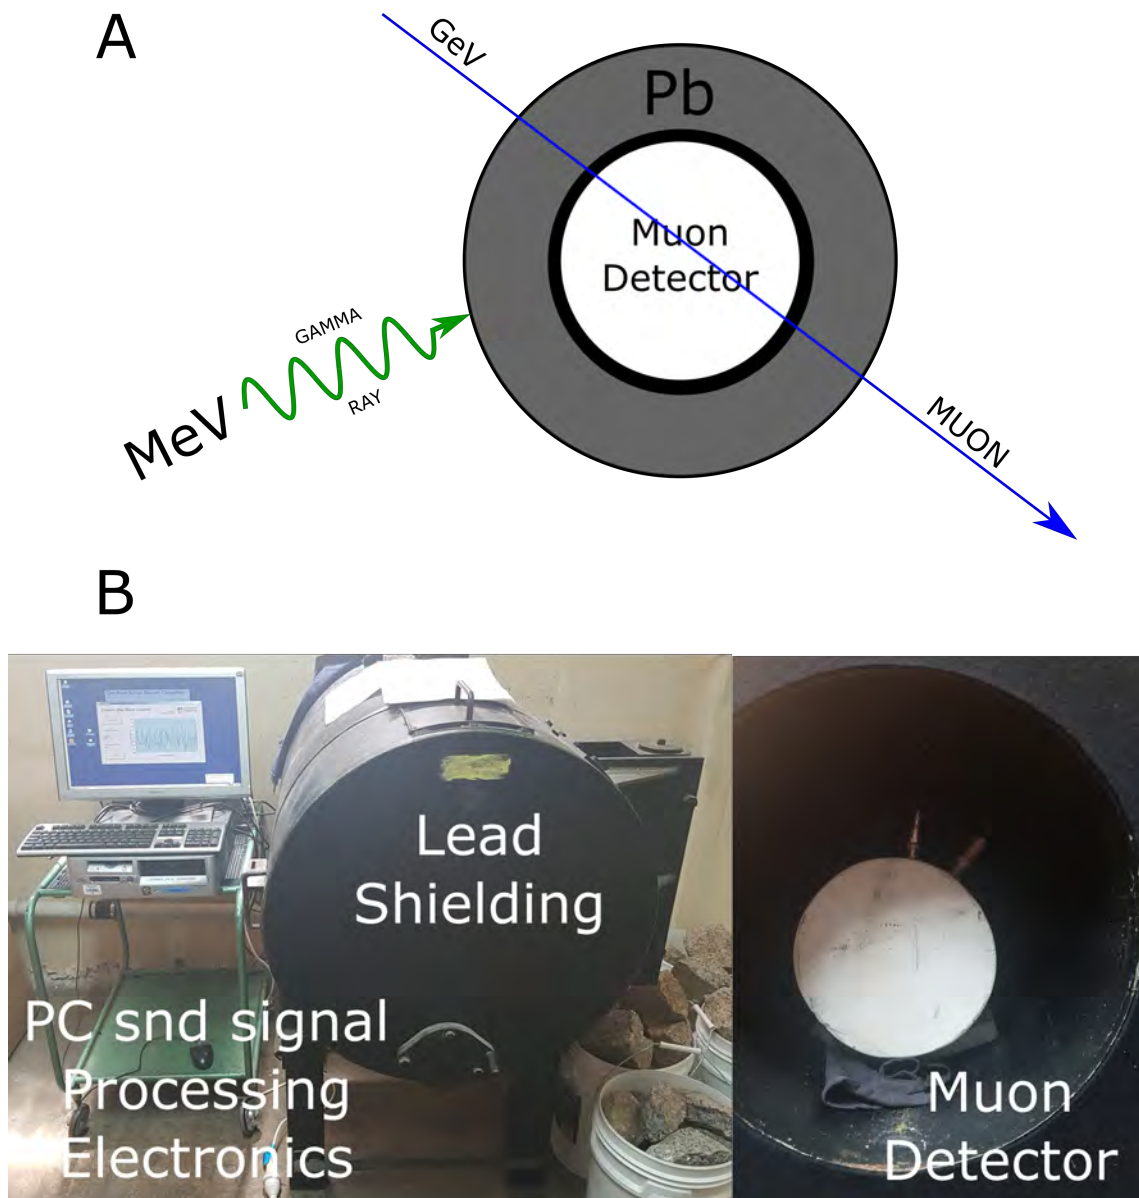 A
GeV
Pb
Muon
Detector
GAMMA
RAY
MeV
MUON
B
Lead
Shielding
PC snd signal
Processing
Electronics
Muon
Detector